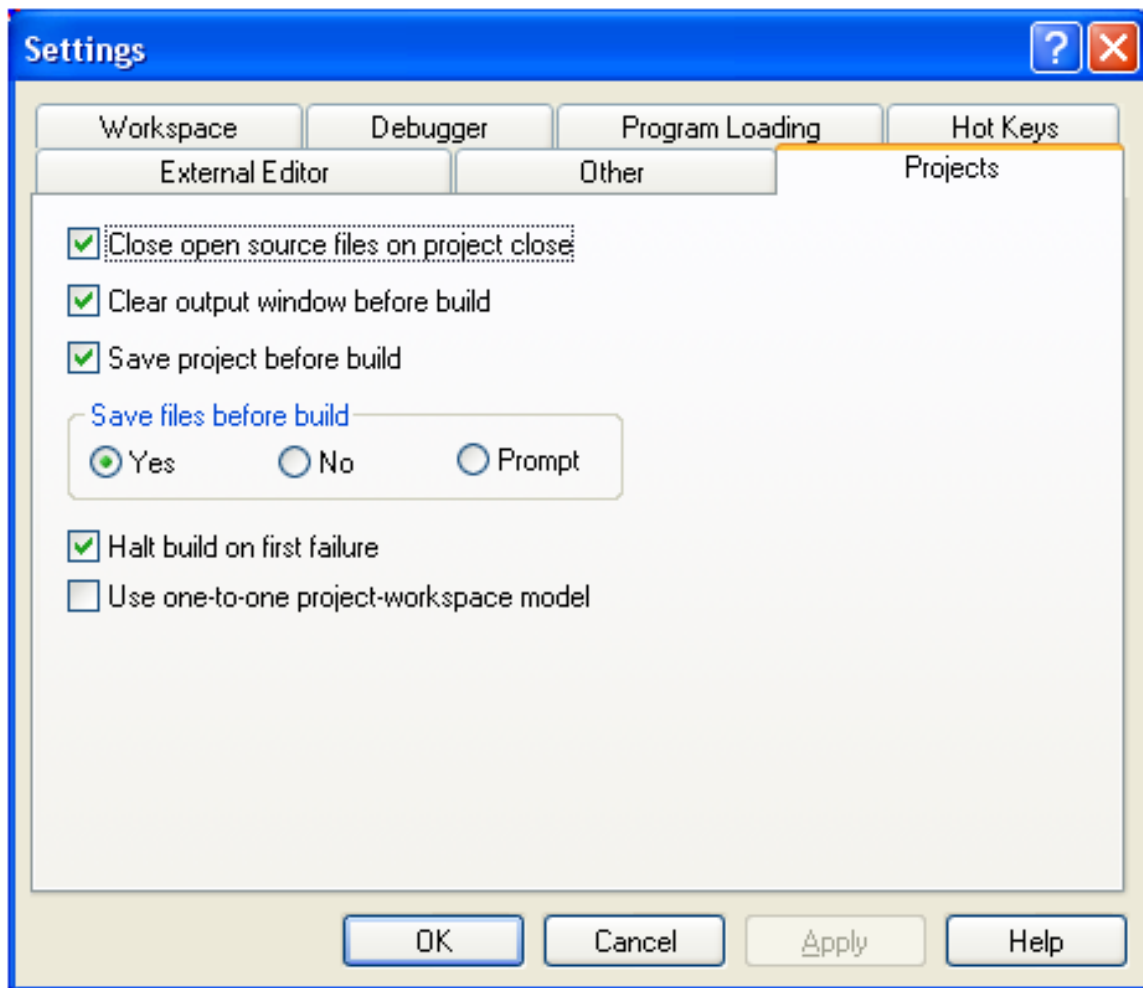 Settings
?
Workspace Debugger Program Loading Hot Keys
External Editor Other Projects
Close open source files on project close
Clear output window before build
Save project before build
Save files before build
Yes No Prompt
Halt build on first failure
Use one-to-one project-workspace model
OK Cancel Apply Help